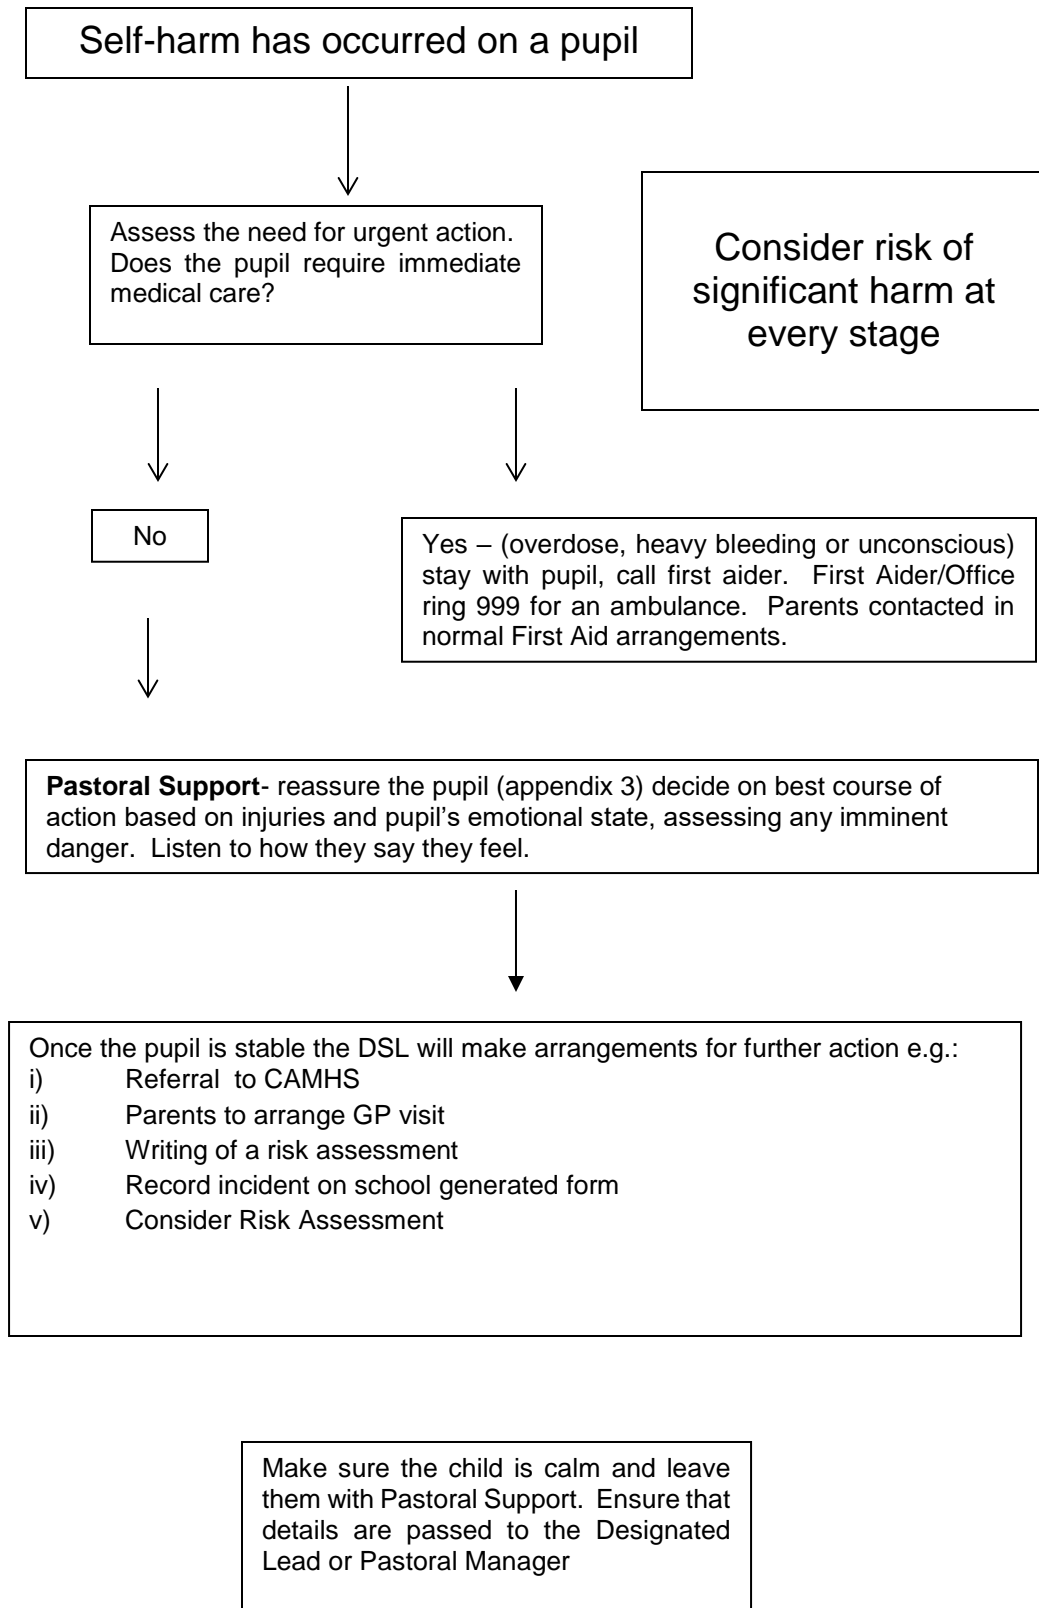 Self-harm has occurred on a pupil
Assess the need for urgent action.
Does the pupil require immediate
medical care?
Consider risk of
significant harm at
every stage
No
Yes – (overdose, heavy bleeding or unconscious)
stay with pupil, call first aider. First Aider/Office
ring 999 for an ambulance. Parents contacted in
normal First Aid arrangements.
Pastoral Support- reassure the pupil (appendix 3) decide on best course of
action based on injuries and pupil's emotional state, assessing any imminent
danger. Listen to how they say they feel.
Once the pupil is stable the DSL will make arrangements for further action e.g.:
i) Referral to CAMHS
ii) Parents to arrange GP visit
iii) Writing of a risk assessment
iv) Record incident on school generated form
v) Consider Risk Assessment
Make sure the child is calm and leave
them with Pastoral Support. Ensure that
details are passed to the Designated
Lead or Pastoral Manager